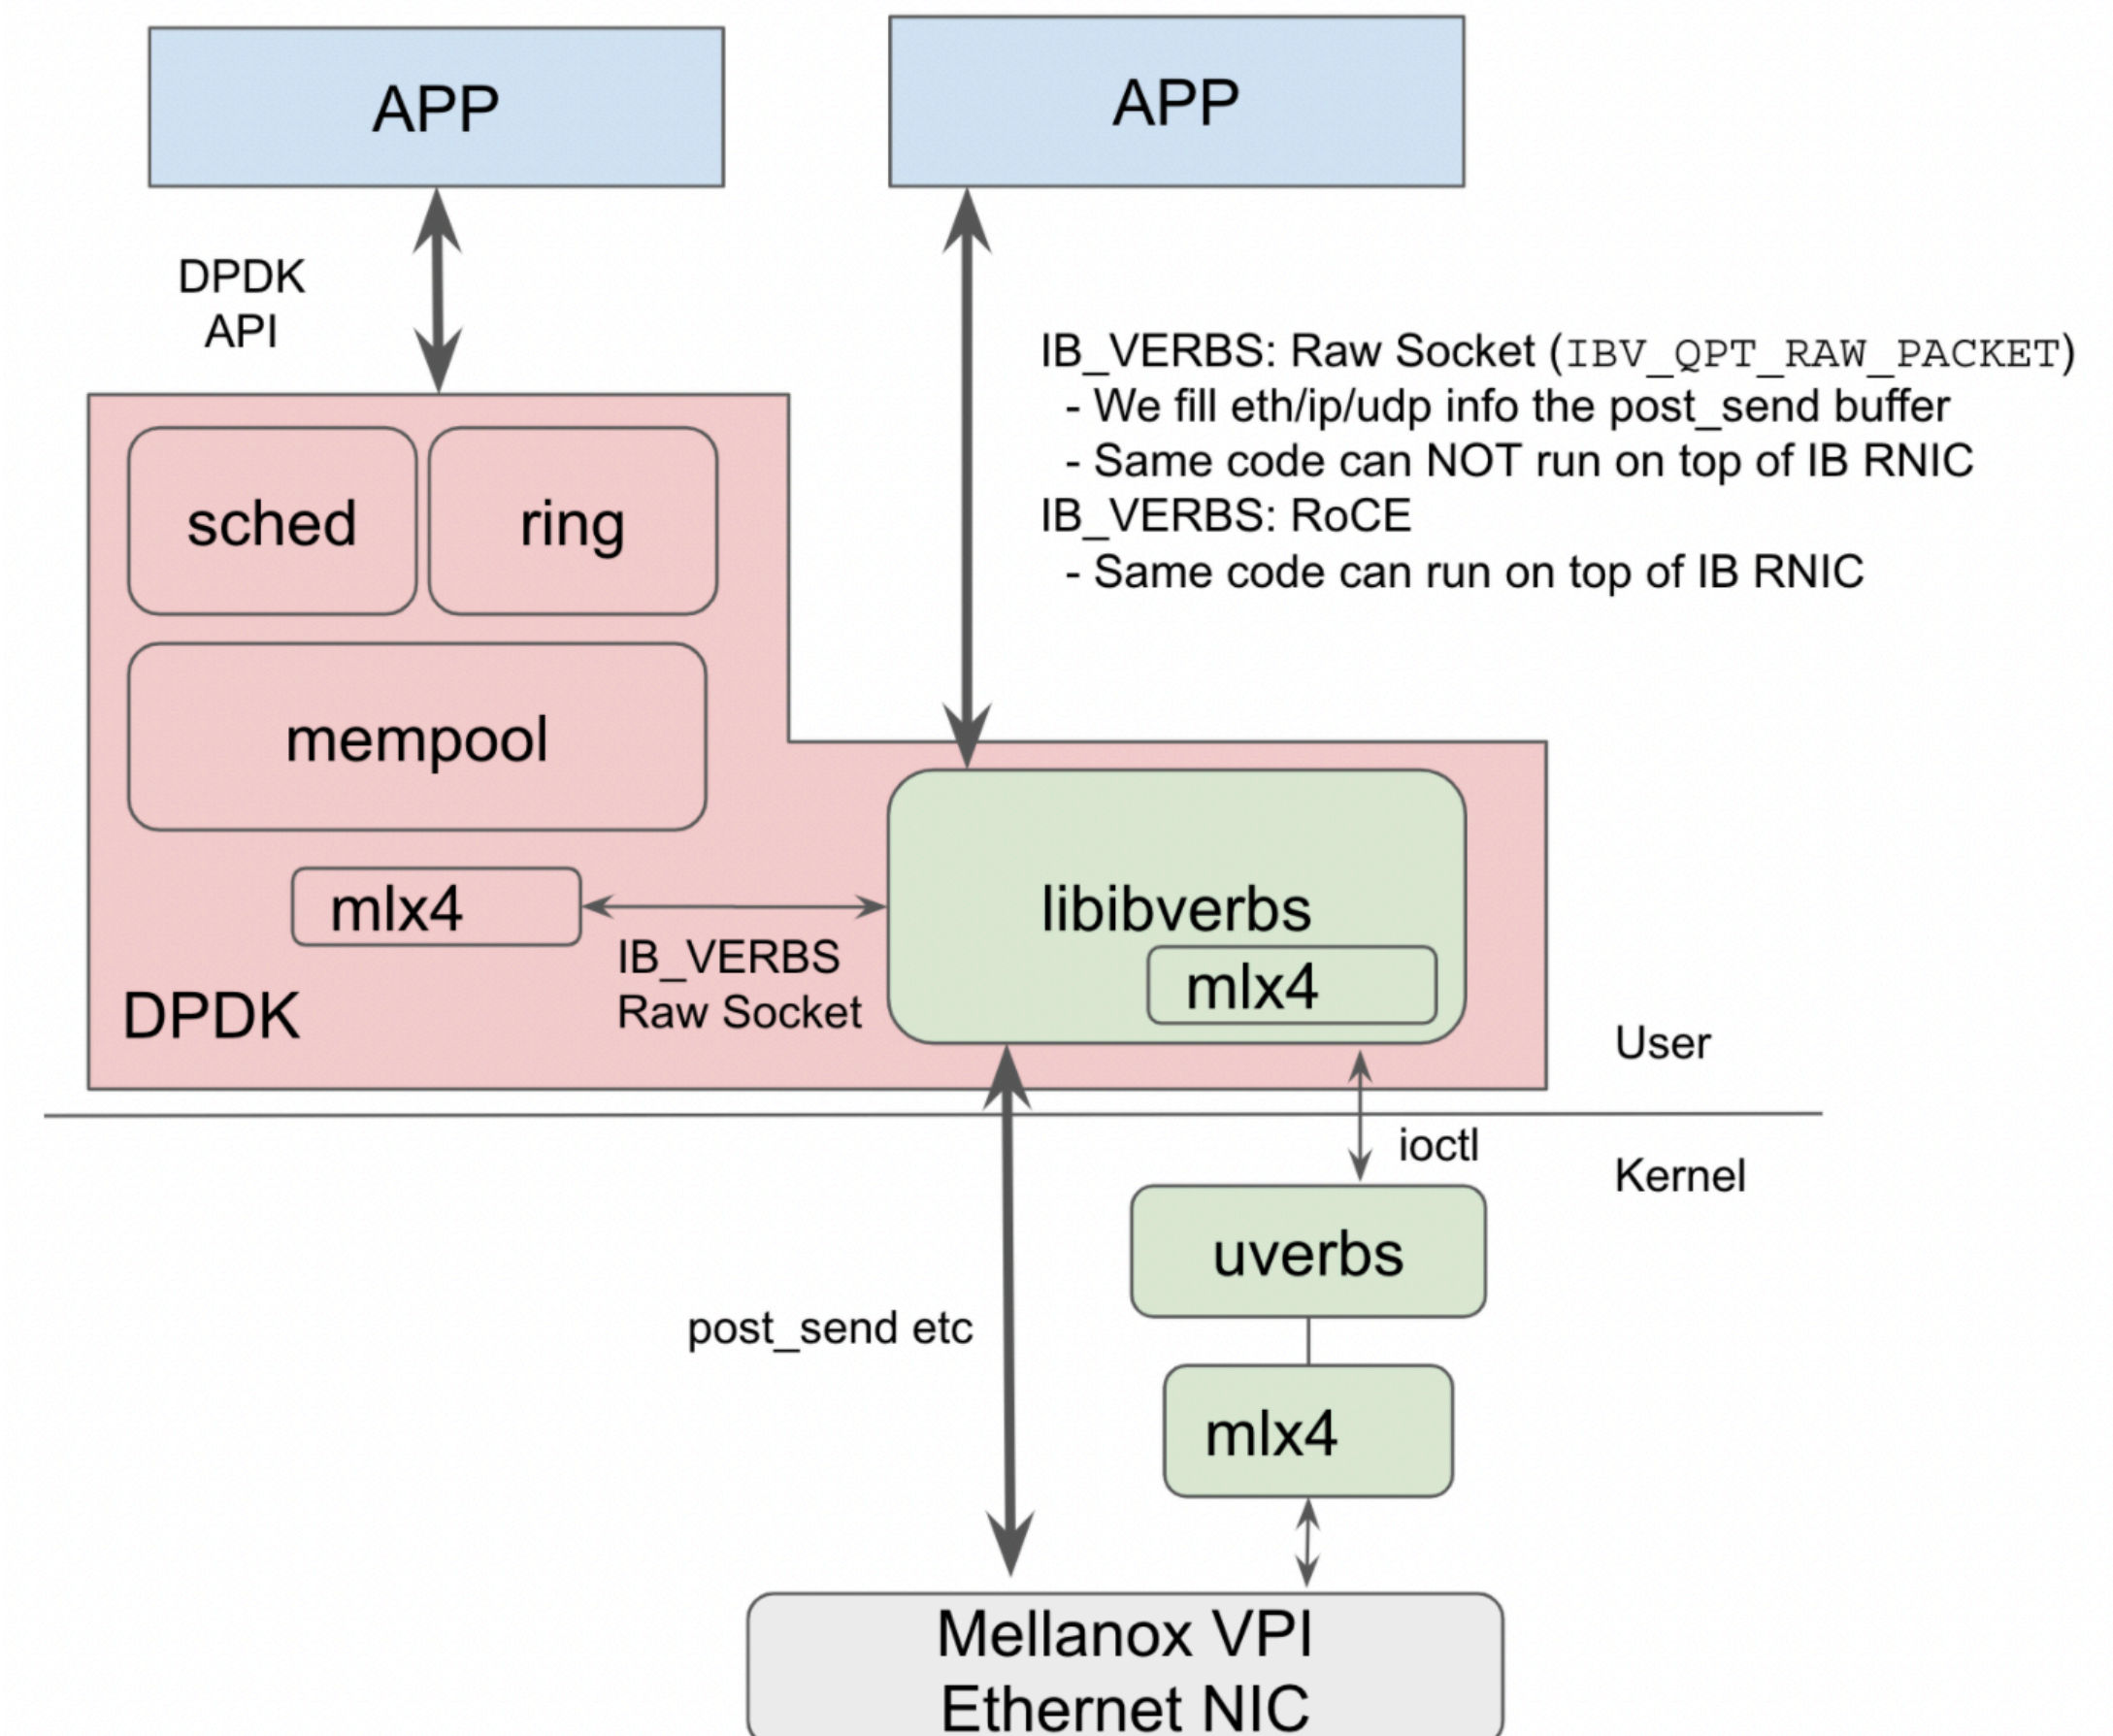 APP
APP
DPDK
API
IB_VERBS: Raw Socket (IBV_QPT_RAW_PACKET)
- We fill eth/ip/udp info the post_send buffer
- Same code can NOT run on top of IB RNIC
IB_VERBS: RoCE
- Same code can run on top of IB RNIC
sched
ring
mempool
mlx4
IB_VERBS
Raw Socket
DPDK
libibverbs
mlx4
User
Kernel
ioctl
uverbs
post_send etc
mlx4
Mellanox VPI
Ethernet NIC